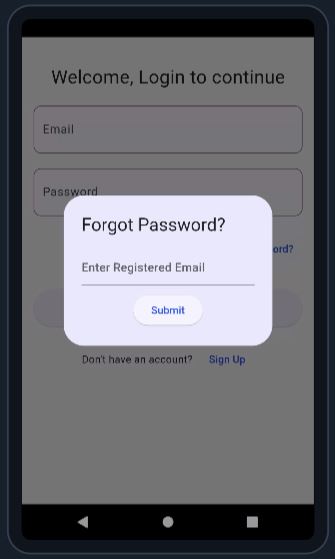 Welcome, Login to continue
Email
Password
Forgot Password?
ord?
Enter Registered Email
Submit
Don't have an account? Sign Up